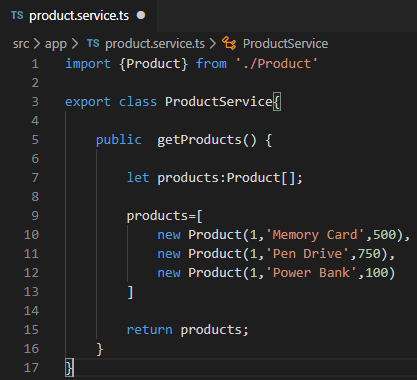 TS product.service.ts ●
src > app > TS product.service.ts > ProductService
1 import {Product} from './Product'
2
3 export class ProductService{
4
5 public  getProducts() {
6
7 let products:Product[];
8
9 products=[
10 new Product(1,'Memory Card',500),
11 new Product(1,'Pen Drive',750),
12 new Product(1,'Power Bank',100)
13 ]
14
15 return products;
16 }
17 }